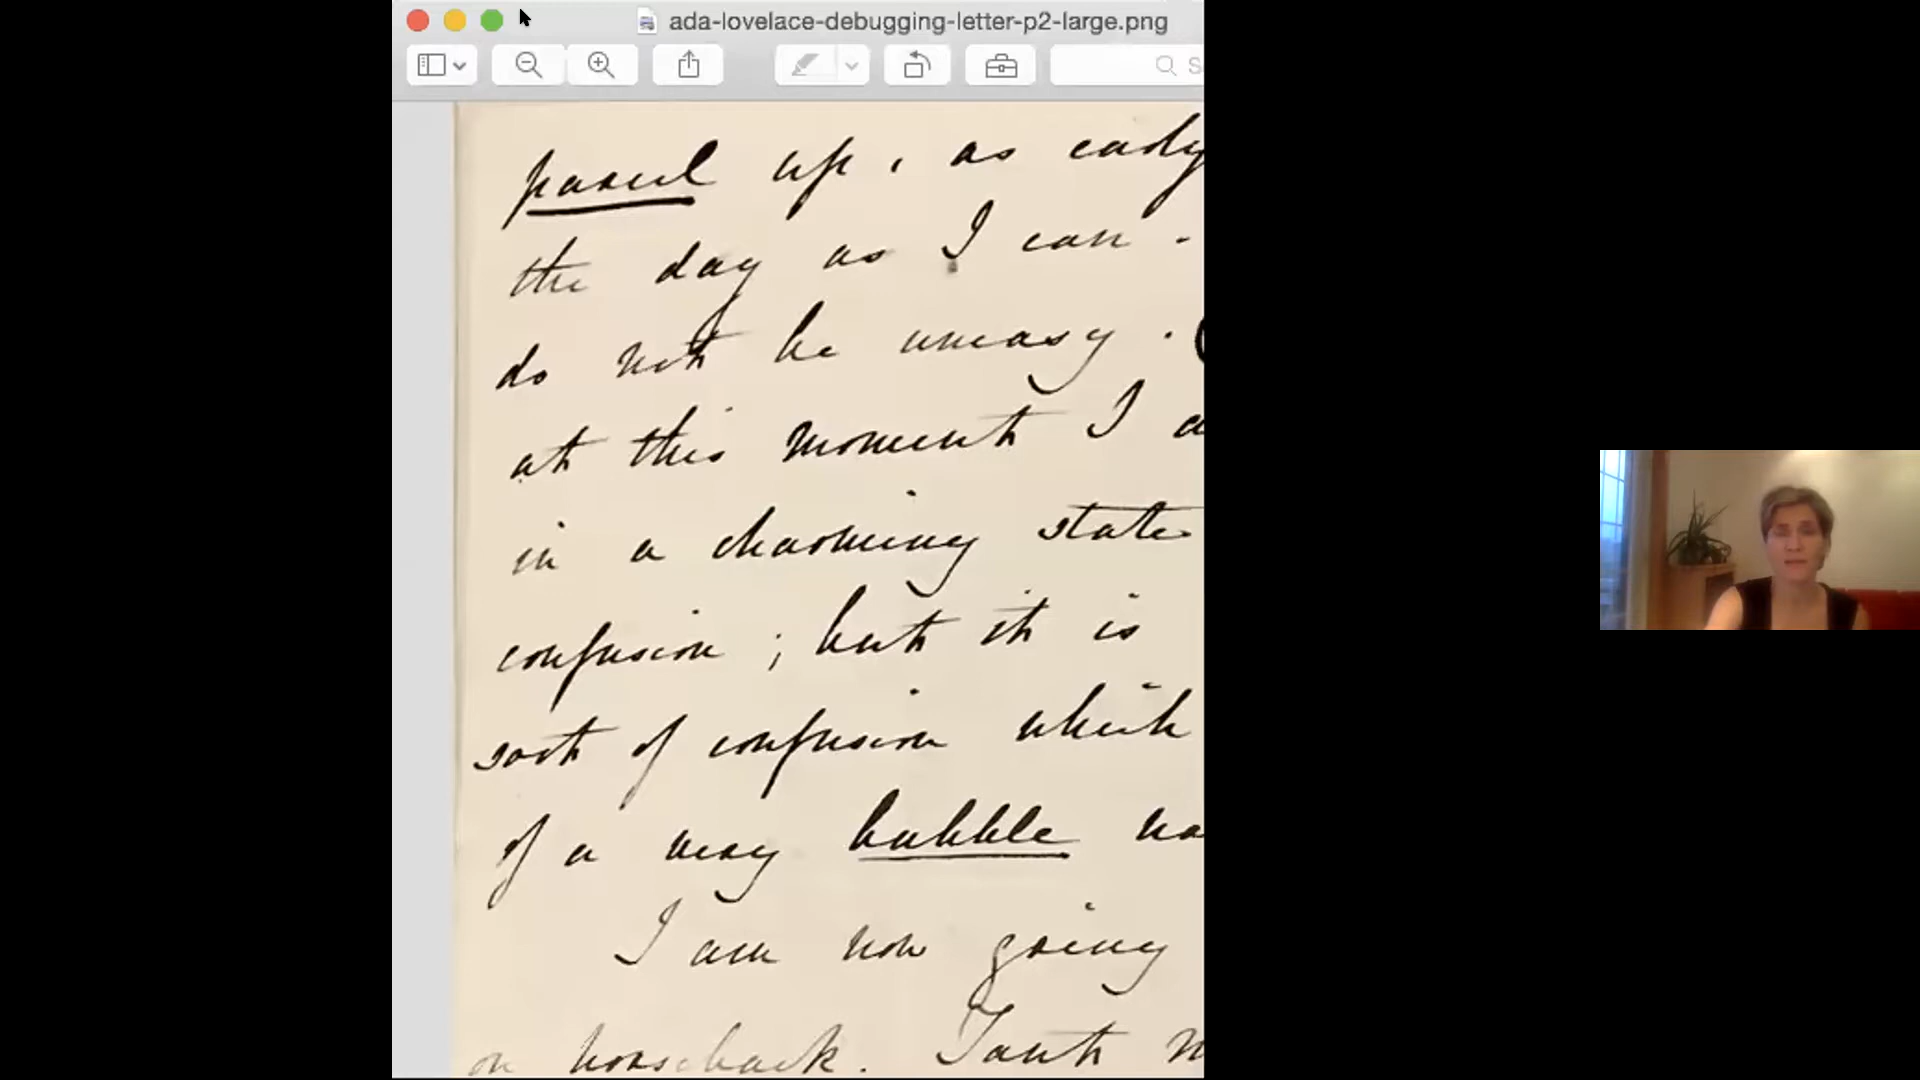 ada-lovelace-debugging-letter-p2-large.png
S
parcel up, as early
the day as I can -
do not be uneasy. (
at this moment I a
in a charming state
confusion; but it is
sort of confusion which
of a very bubble na
I am now going
on horseback. Tant m